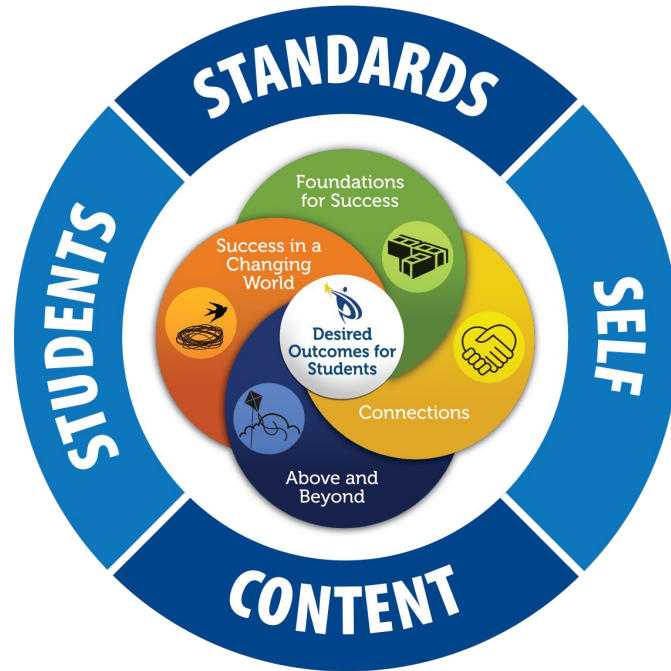 STANDARDS
STUDENTS
SELF
CONTENT
Foundations
for Success
Success in a
Changing
World
Desired
Outcomes for
Students
Connections
Above and
Beyond